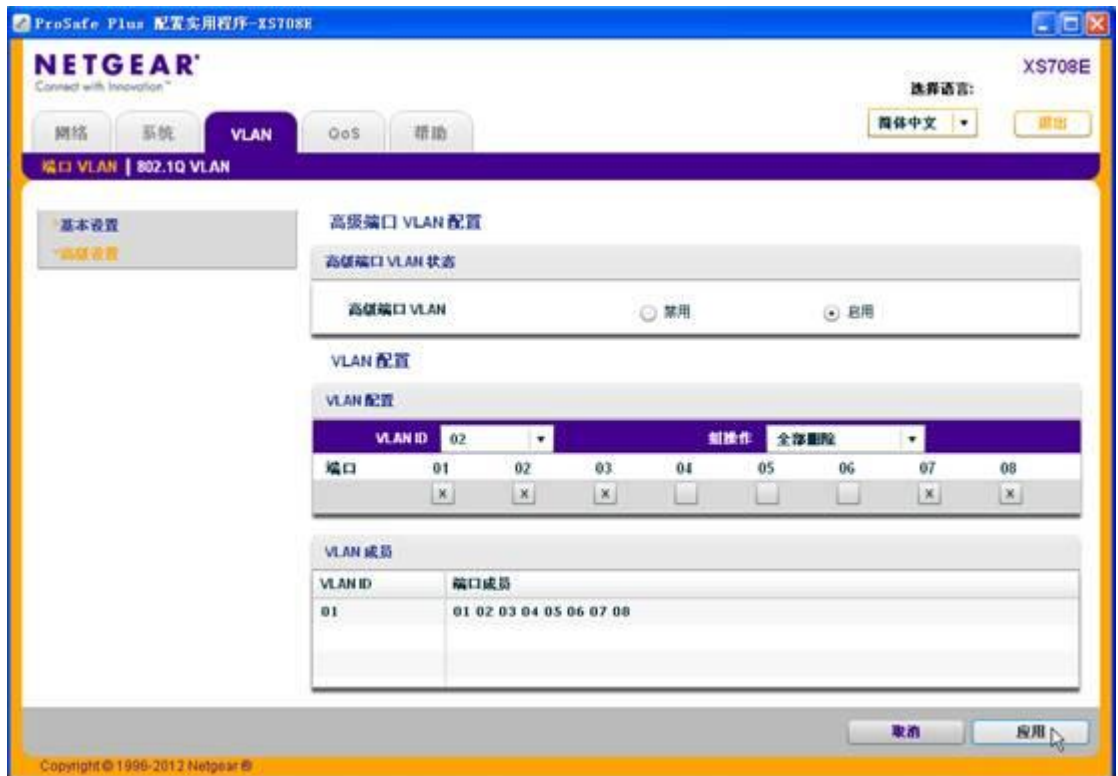 ProSafe Plus 配置实用程序-XS708E
NETGEAR®
Connect with Innovation™
XS708E
选择语言:
网络 系统 VLAN QoS 帮助 简体中文 退出
端口 VLAN | 802.1Q VLAN
基本设置
高级设置
高级端口 VLAN 配置
高级端口 VLAN 状态
高级端口 VLAN 禁用 启用
VLAN 配置
VLAN 配置
VLAN ID 02 组操作 全部删除
端口 01 02 03 04 05 06 07 08
X X X X X
VLAN 成员
VLAN ID 端口成员
01 01 02 03 04 05 06 07 08
取消 应用
Copyright © 1996-2012 Netgear ®